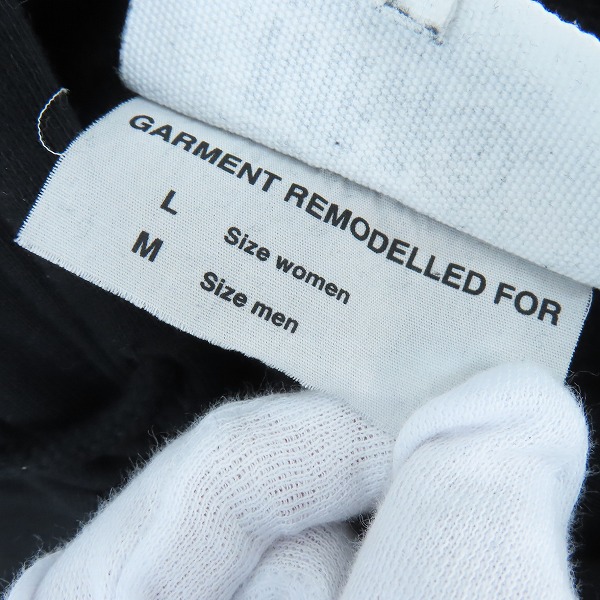 GARMENT REMODELLED FOR
L Size women
M Size men